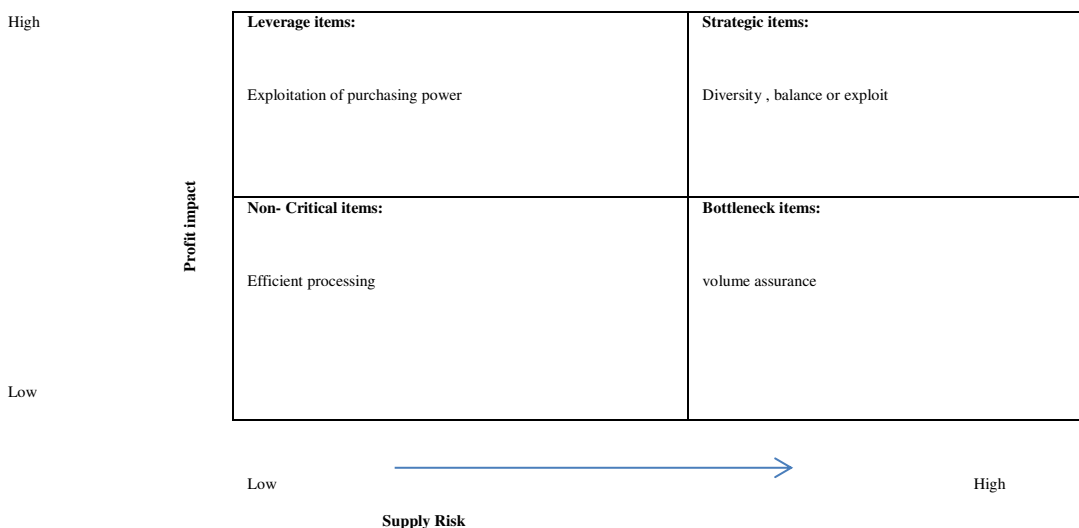 High
Leverage items:
Strategic items:
Exploitation of purchasing power
Diversity , balance or exploit
Profit impact
Non- Critical items:
Bottleneck items:
Efficient processing
volume assurance
Low
Low
High
Supply Risk